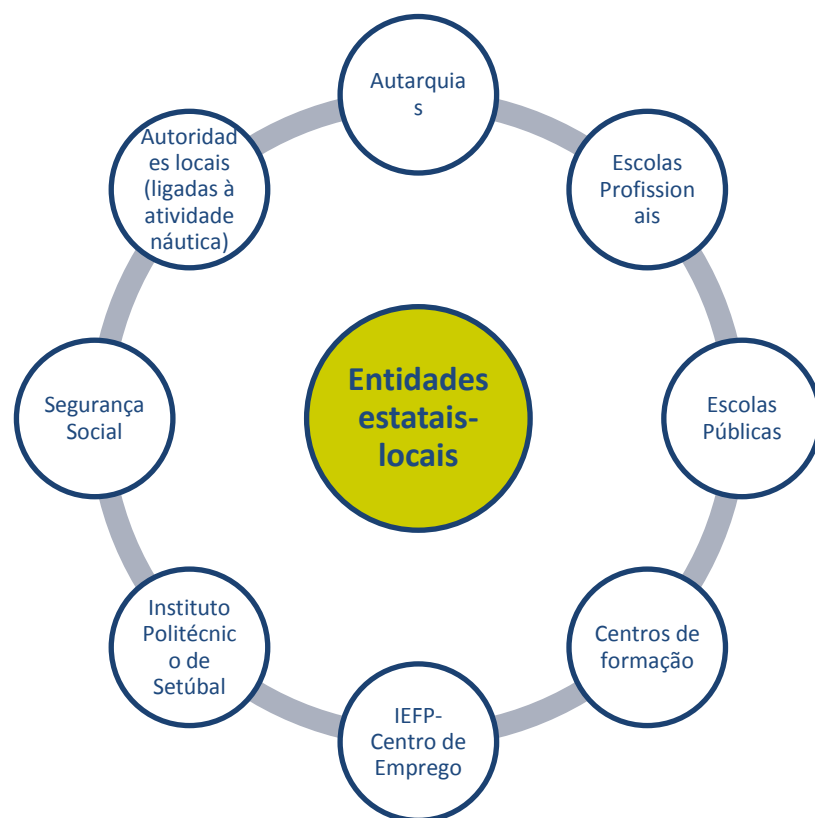 Autarquia
s
Escolas
Profission
ais
Escolas
Públicas
Centros de
formação
IEFP-
Centro de
Emprego
Instituto
Politécnic
o de
Setúbal
Segurança
Social
Autoridad
es locais
(ligadas à
atividade
náutica)
Entidades
estatais-
locais